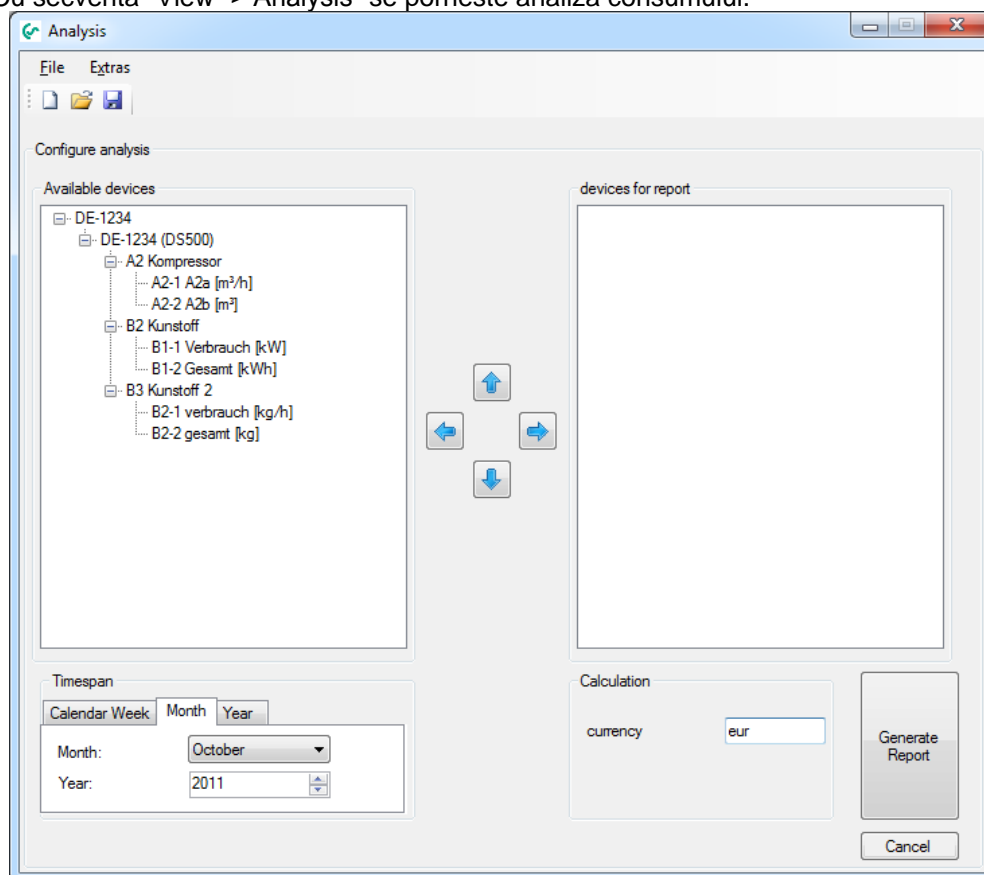 Cu secventa "View -> Analysis" se porneste analiza consumului.
Analysis
File Extras
Configure analysis
Available devices
DE-1234
DE-1234 (DS500)
A2 Kompressor
A2-1 A2a [m³/h]
A2-2 A2b [m³]
B2 Kunstoff
B1-1 Verbrauch [kW]
B1-2 Gesamt [kWh]
B3 Kunstoff 2
B2-1 verbrauch [kg/h]
B2-2 gesamt [kg]
devices for report
Timespan
Calendar Week Month Year
Month: October
Year: 2011
Calculation
currency eur
Generate
Report
Cancel